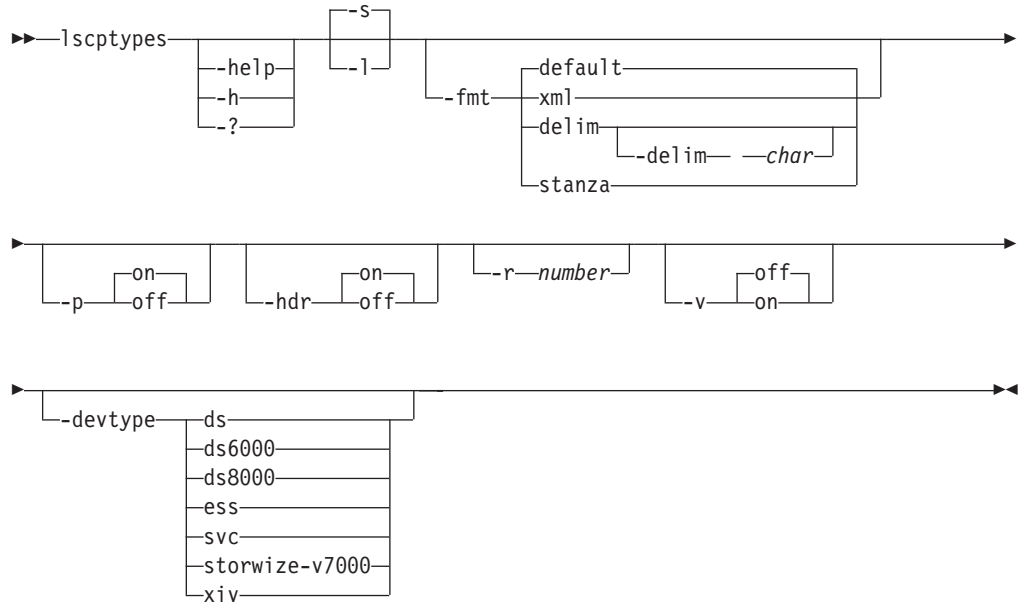 -s
lscptypes
-help
-l
default
-h
-fmt
xml
-?
delim
-delim char
stanza
on
on
-r number
off
-p
off
-hdr
off
-v
on
-devtype
ds
ds6000
ds8000
ess
svc
storwize-v7000
xiv